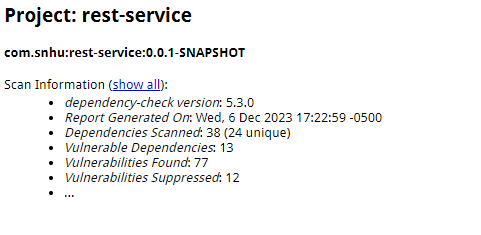 Project: rest-service
com.snhu:rest-service:0.0.1-SNAPSHOT
Scan Information (show all):
• dependency-check version: 5.3.0
• Report Generated On: Wed, 6 Dec 2023 17:22:59 -0500
• Dependencies Scanned: 38 (24 unique)
• Vulnerable Dependencies: 13
• Vulnerabilities Found: 77
• Vulnerabilities Suppressed: 12
• ...